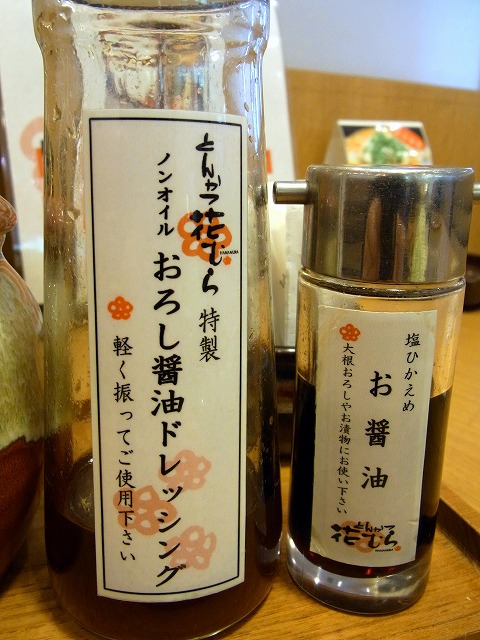 とんかつ花むら 特製
HANAMURA
ノンオイル おろし醤油ドレッシング
軽く振ってご使用下さい
塩ひかえめ
お醤油
大根おろしやお漬物にお使い下さい
とんかつ
花むら